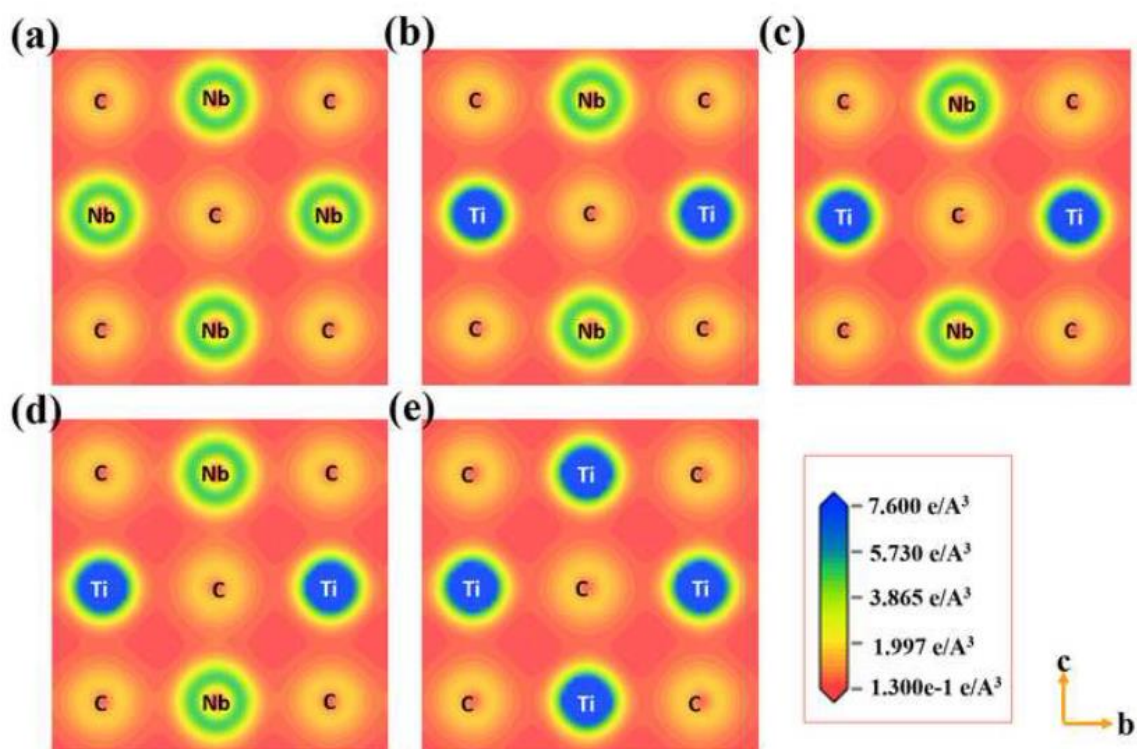 (a) (b) (c)
C Nb C C Nb C C Nb C
Nb C Nb Ti C Ti Ti C Ti
C Nb C C Nb C C Nb C
(d) (e)
C Nb C C Ti C
Ti C Ti Ti C Ti
C Nb C C Ti C
7.600 e/A³
5.730 e/A³
3.865 e/A³
1.997 e/A³
1.300e-1 e/A³
c
b